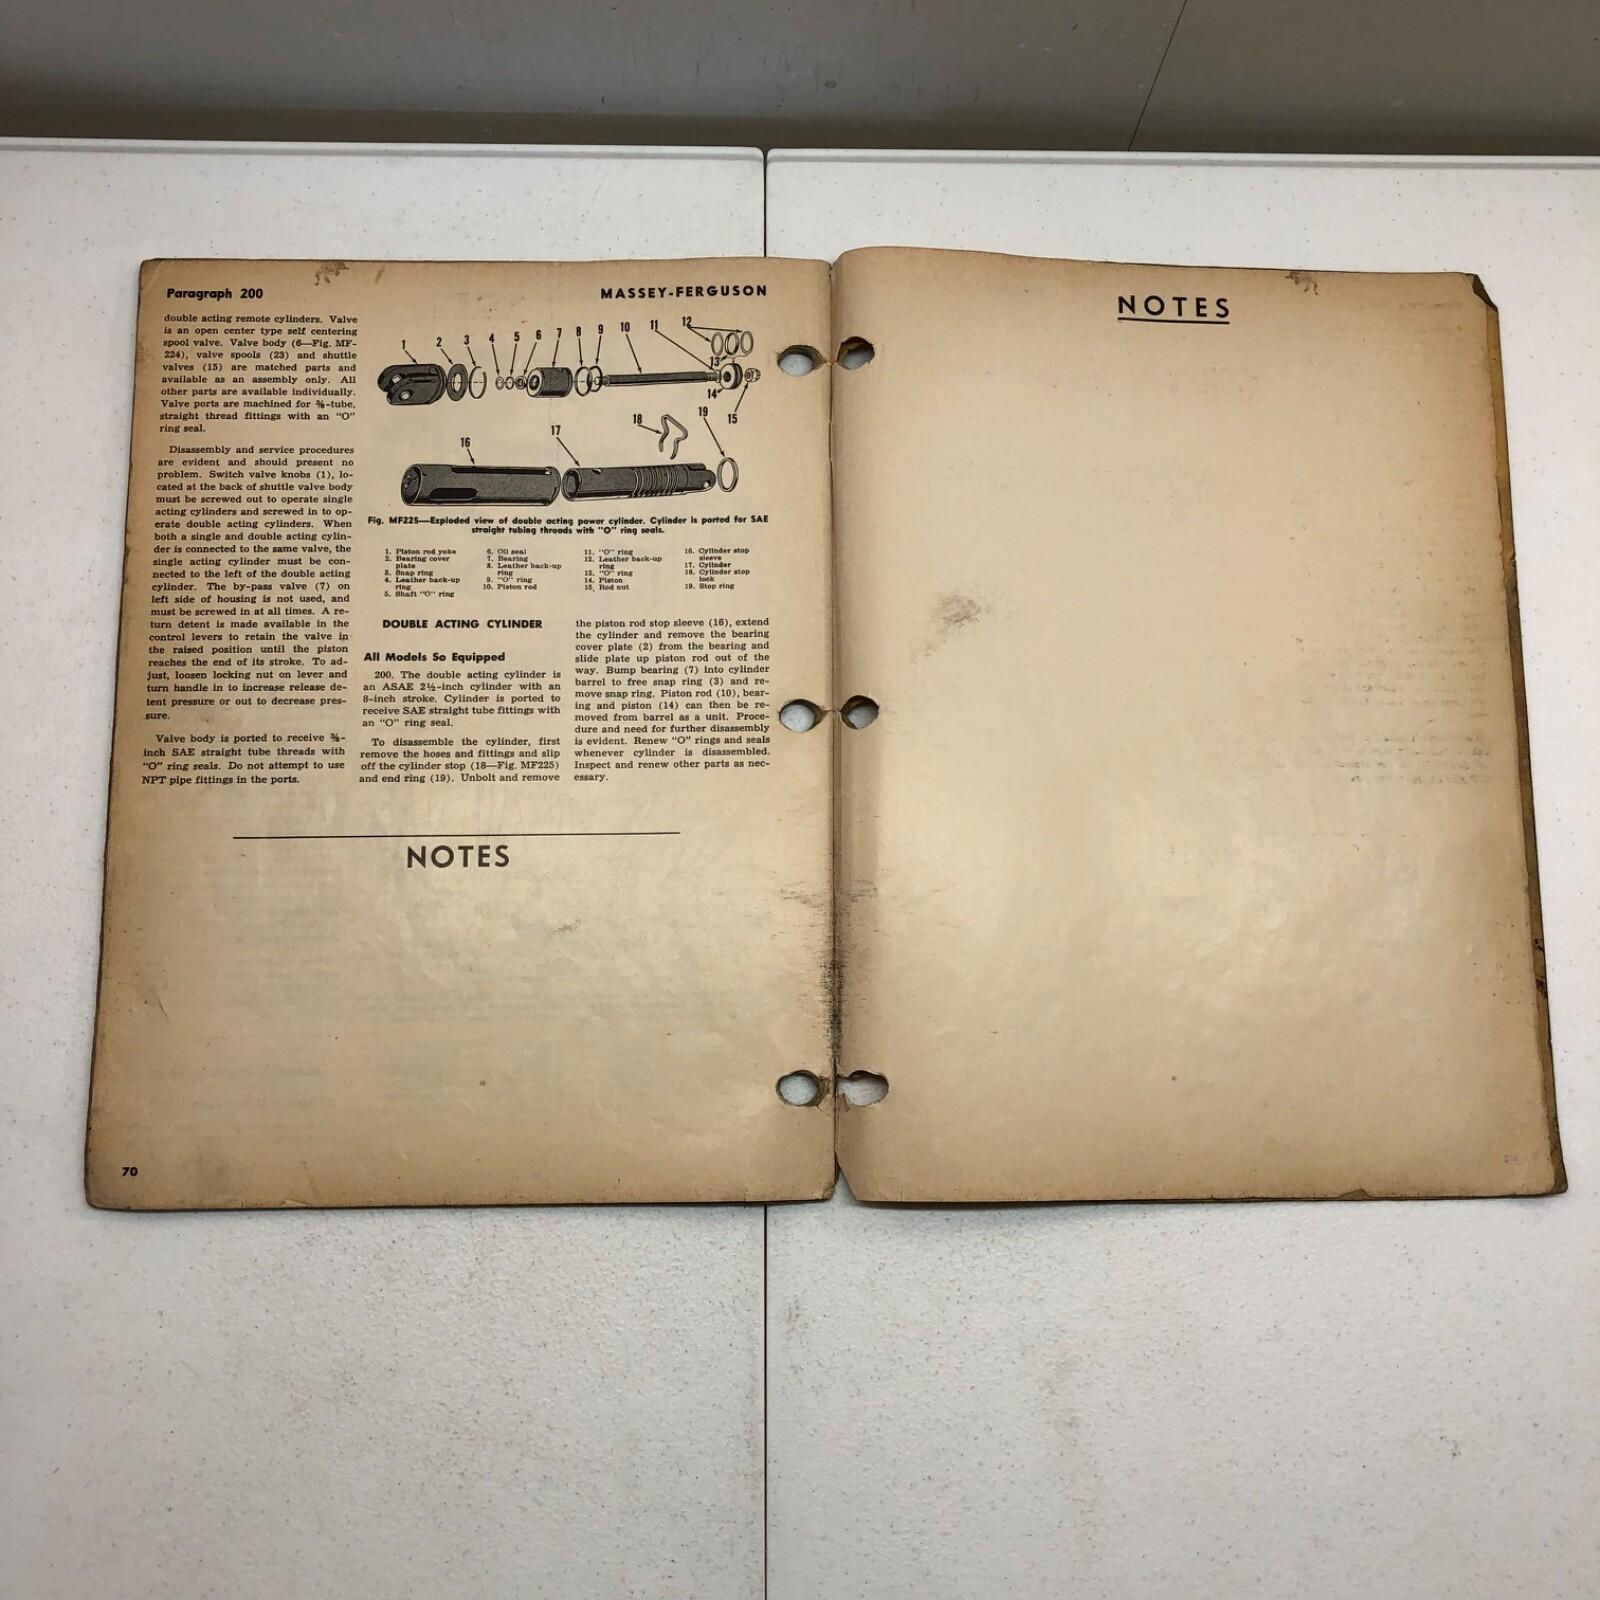 Paragraph 200
MASSEY-FERGUSON
double acting remote cylinders. Valve
is an open center type self centering
spool valve. Valve body (6—Fig. MF-
224), valve spools (23) and shuttle
valves (15) are matched parts and
available as an assembly only. All
other parts are available individually.
Valve ports are machined for ⅜-tube,
straight thread fittings with an "O"
ring seal.
Disassembly and service procedures
are evident and should present no
problem. Switch valve knobs (1), lo-
cated at the back of shuttle valve body
must be screwed out to operate single
acting cylinders and screwed in to op-
erate double acting cylinders. When
both a single and double acting cylin-
der is connected to the same valve, the
single acting cylinder must be con-
nected to the left of the double acting
cylinder. The by-pass valve (7) on
left side of housing is not used, and
must be screwed in at all times. A re-
turn detent is made available in the
control levers to retain the valve in
the raised position until the piston
reaches the end of its stroke. To ad-
just, loosen locking nut on lever and
turn handle in to increase release de-
tent pressure or out to decrease pres-
sure.
Valve body is ported to receive ⅜-
inch SAE straight tube threads with
"O" ring seals. Do not attempt to use
NPT pipe fittings in the ports.
1 2 3 4 5 6 7 8 9 10 11 12
13
14
15
16
17
18
19
Fig. MF225—Exploded view of double acting power cylinder. Cylinder is ported for SAE
straight tubing threads with "O" ring seals.
1. Piston rod yoke
2. Bearing cover
plate
3. Snap ring
4. Leather back-up
ring
5. Shaft "O" ring
6. Oil seal
7. Bearing
8. Leather back-up
ring
9. "O" ring
10. Piston rod
11. "O" ring
12. Leather back-up
ring
13. "O" ring
14. Piston
15. Rod nut
16. Cylinder stop
sleeve
17. Cylinder
18. Cylinder stop
lock
19. Stop ring
DOUBLE ACTING CYLINDER
All Models So Equipped
200. The double acting cylinder is
an ASAE 2½-inch cylinder with an
8-inch stroke. Cylinder is ported to
receive SAE straight tube fittings with
an "O" ring seal.
To disassemble the cylinder, first
remove the hoses and fittings and slip
off the cylinder stop (18—Fig. MF225)
and end ring (19). Unbolt and remove
the piston rod stop sleeve (16), extend
the cylinder and remove the bearing
cover plate (2) from the bearing and
slide plate up piston rod out of the
way. Bump bearing (7) into cylinder
barrel to free snap ring (3) and re-
move snap ring. Piston rod (10), bear-
ing and piston (14) can then be re-
moved from barrel as a unit. Proce-
dure and need for further disassembly
is evident. Renew "O" rings and seals
whenever cylinder is disassembled.
Inspect and renew other parts as nec-
essary.
NOTES
70
NOTES